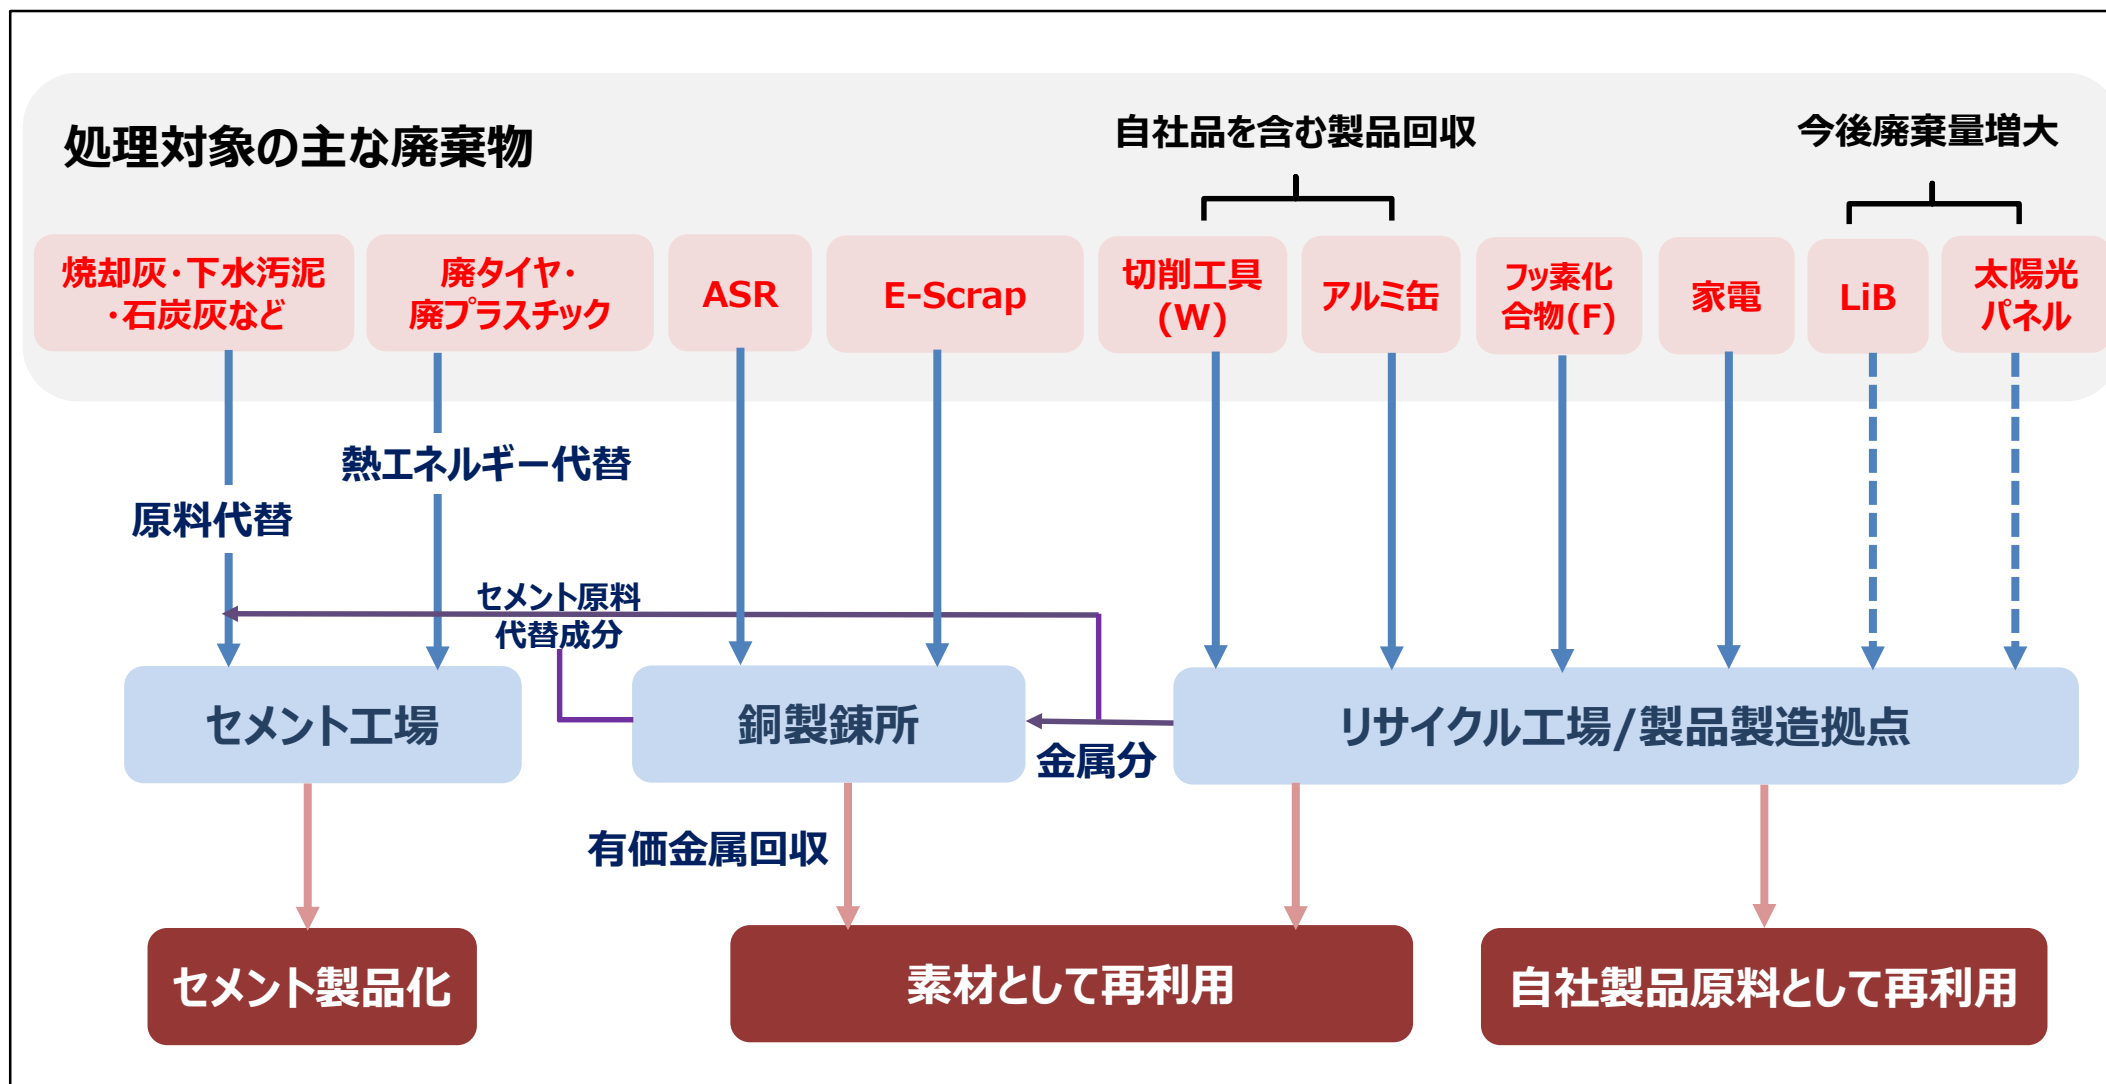 処理対象の主な廃棄物
自社品を含む製品回収
今後廃棄量増大
焼却灰・下水汚泥
・石炭灰など
廃タイヤ・
廃プラスチック
ASR
E-Scrap
切削工具
(W)
アルミ缶
フッ素化
合物(F)
家電
LiB
太陽光
パネル
熱エネルギー代替
原料代替
セメント原料
代替成分
セメント工場
銅製錬所
金属分
リサイクル工場/製品製造拠点
有価金属回収
セメント製品化
素材として再利用
自社製品原料として再利用